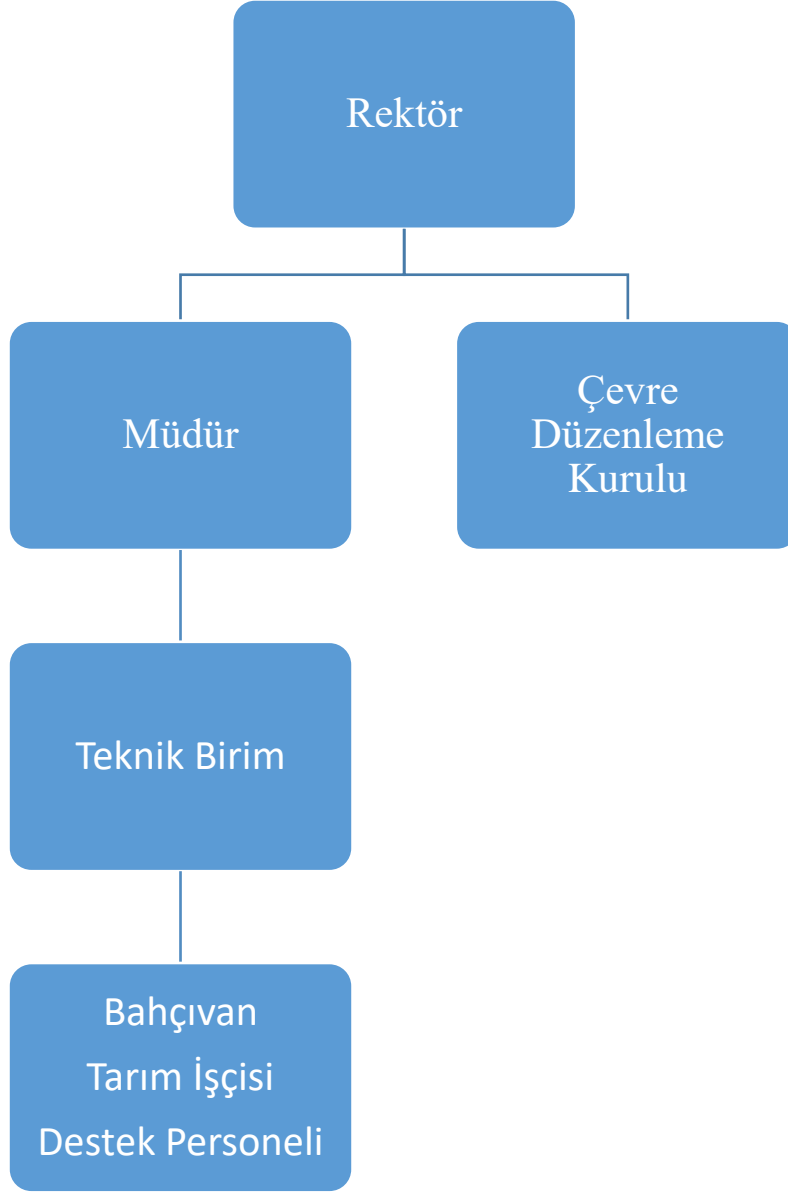 Rektör
Müdür
Çevre
Düzenleme
Kurulu
Teknik Birim
Bahçıvan
Tarım İşçisi
Destek Personeli